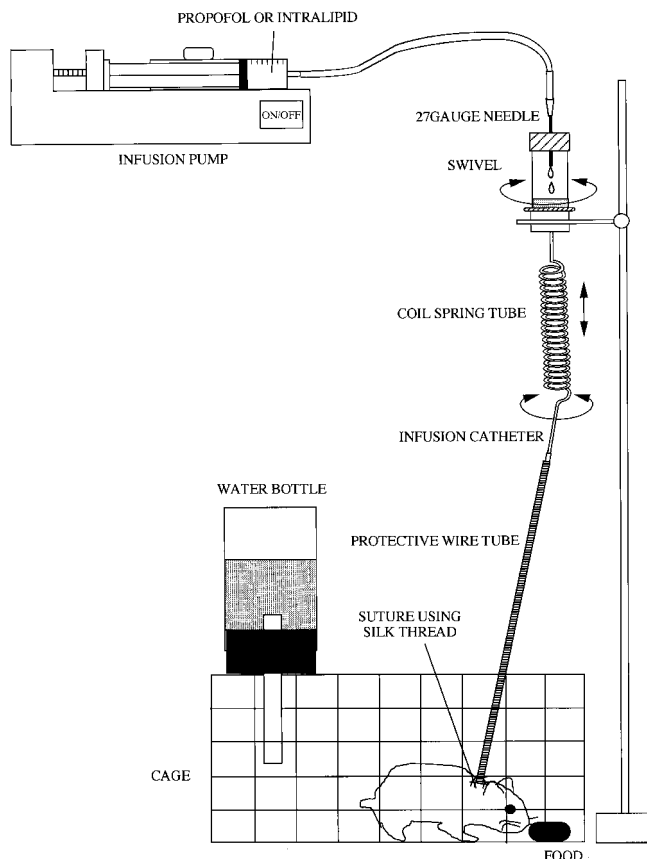 PROPOFOL OR INTRALIPID
27GAUGE NEEDLE
ON/OFF
INFUSION PUMP
SWIVEL
COIL SPRING TUBE
INFUSION CATHETER
WATER BOTTLE
PROTECTIVE WIRE TUBE
SUTURE USING
SILK THREAD
CAGE
FOOD